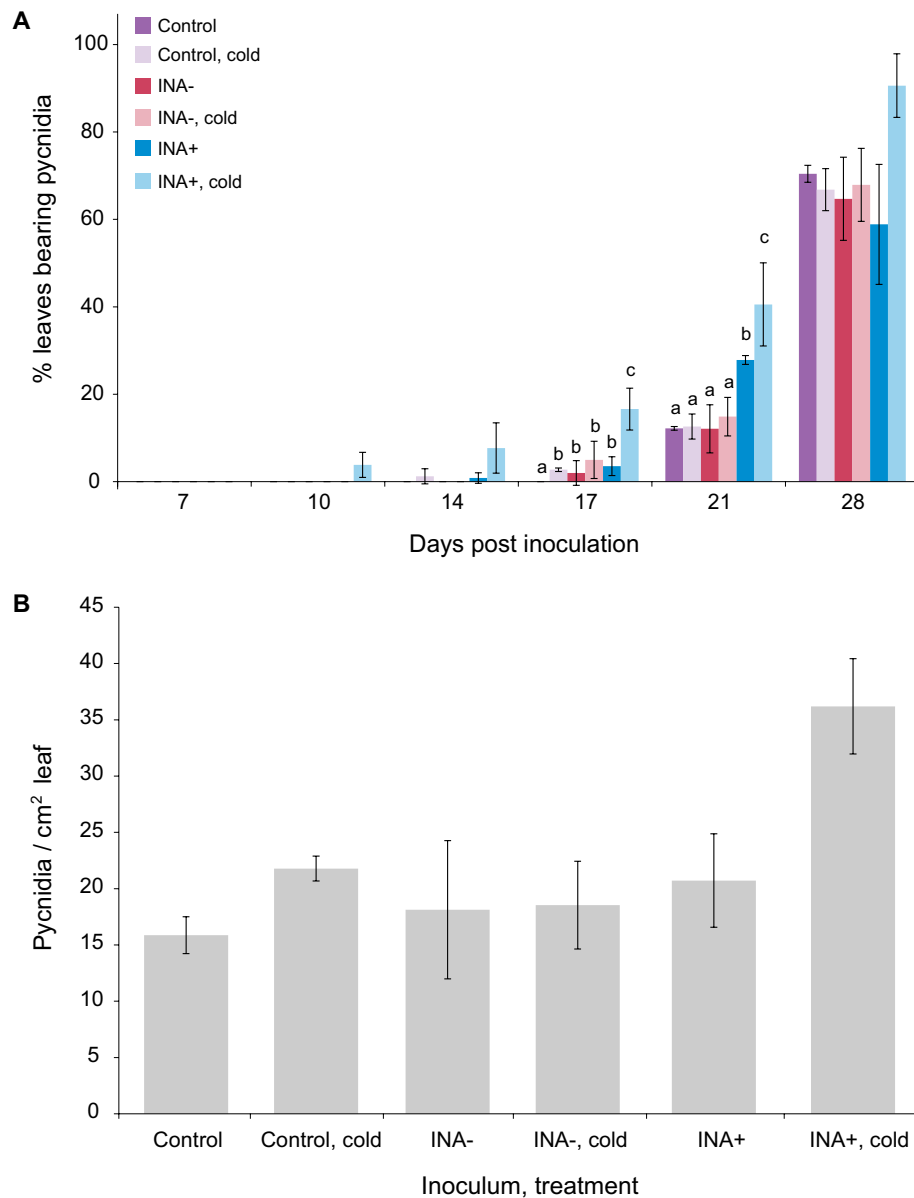 A
Control
Control, cold
INA-
INA-, cold
INA+
INA+, cold
% leaves bearing pycnidia
100
80
60
40
20
0
a b b b b c
a a a a b c
7 10 14 17 21 28
Days post inoculation
B
Pycnidia / cm² leaf
45
40
35
30
25
20
15
10
5
0
Control Control, cold INA- INA-, cold INA+ INA+, cold
Inoculum, treatment